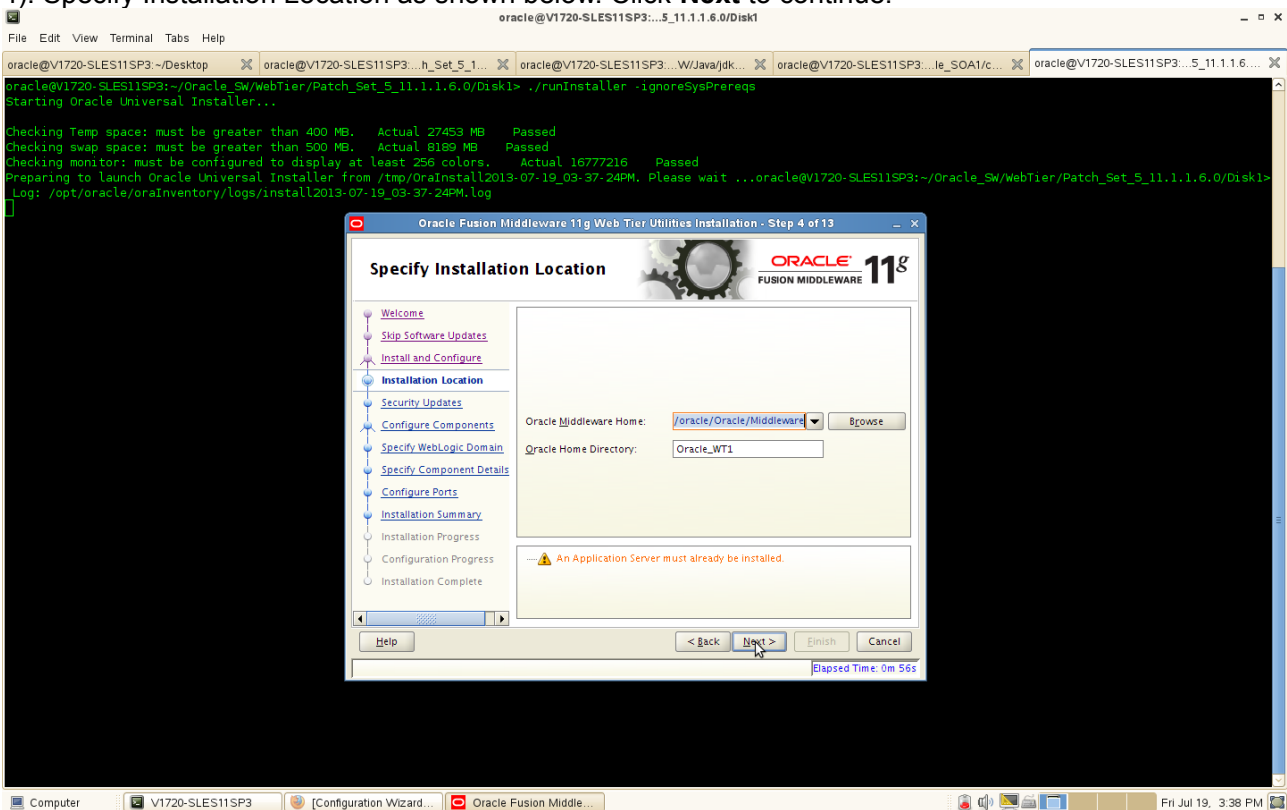 4). Specify Installation Location as shown below. Click Next to continue.
oracle@V1720-SLES11SP3:...5_11.1.1.6.0/Disk1
File Edit View Terminal Tabs Help
oracle@V1720-SLES11SP3:~/Desktop oracle@V1720-SLES11SP3:...h_Set_5_1... oracle@V1720-SLES11SP3:...W/Java/jdk... oracle@V1720-SLES11SP3:...le_SOA1/c... oracle@V1720-SLES11SP3:...5_11.1.1.6....
oracle@V1720-SLES11SP3:~/Oracle_SW/WebTier/Patch_Set_5_11.1.1.6.0/Disk1> ./runInstaller -ignoreSysPrereqs
Starting Oracle Universal Installer...
Checking Temp space: must be greater than 400 MB. Actual 27453 MB Passed
Checking swap space: must be greater than 500 MB. Actual 8189 MB Passed
Checking monitor: must be configured to display at least 256 colors. Actual 16777216 Passed
Preparing to launch Oracle Universal Installer from /tmp/OraInstall2013-07-19_03-37-24PM. Please wait ...oracle@V1720-SLES11SP3:~/Oracle_SW/WebTier/Patch_Set_5_11.1.1.6.0/Disk1>
Log: /opt/oracle/oraInventory/logs/install2013-07-19_03-37-24PM.log
Oracle Fusion Middleware 11g Web Tier Utilities Installation - Step 4 of 13
Specify Installation Location
ORACLE
FUSION MIDDLEWARE 11g
Welcome
Skip Software Updates
Install and Configure
Installation Location
Security Updates
Configure Components
Specify WebLogic Domain
Specify Component Details
Configure Ports
Installation Summary
Installation Progress
Configuration Progress
Installation Complete
Oracle Middleware Home: /oracle/Oracle/Middleware Browse
Oracle Home Directory: Oracle_WT1
An Application Server must already be installed.
Help < Back Next > Finish Cancel
Elapsed Time: 0m 56s
Computer V1720-SLES11SP3 [Configuration Wizard... Oracle Fusion Middle... Fri Jul 19, 3:38 PM